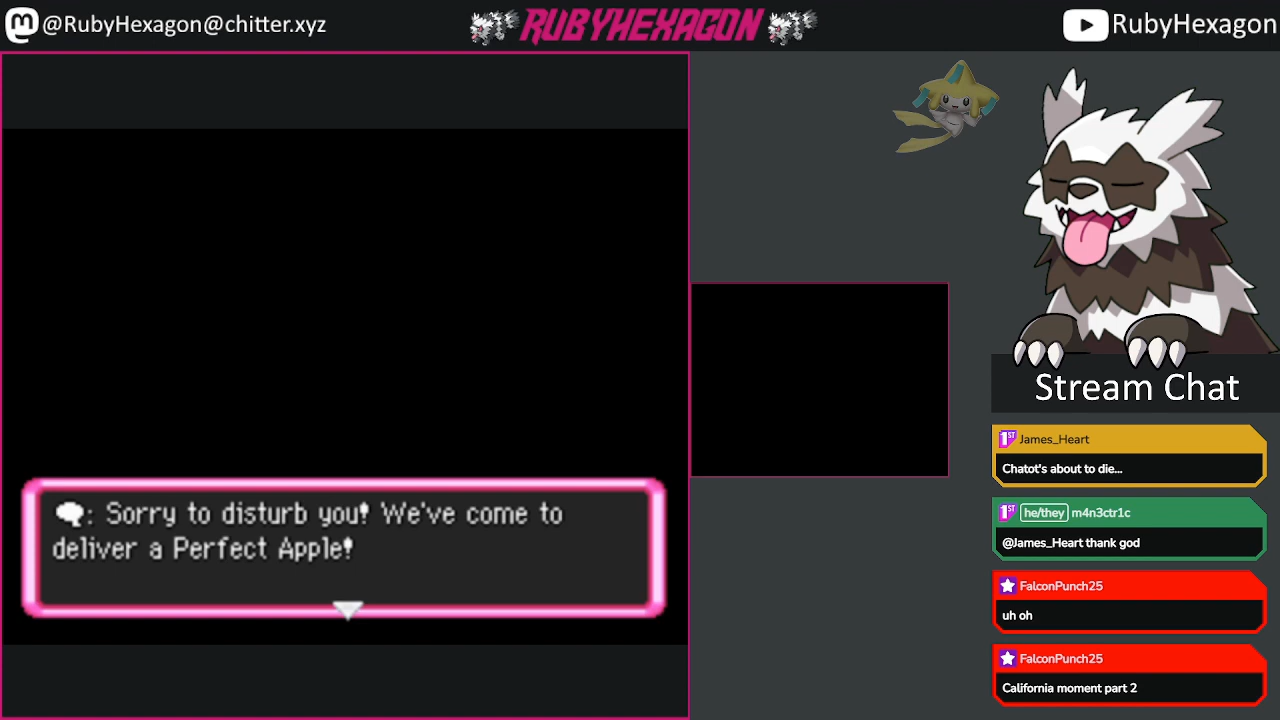 @RubyHexagon@chitter.xyz
RUBYHEXAGON
RubyHexagon
: Sorry to disturb you! We've come to
deliver a Perfect Apple!
Stream Chat
1ST James_Heart
Chatot's about to die...
1ST he/they m4n3ctr1c
@James_Heart thank god
FalconPunch25
uh oh
FalconPunch25
California moment part 2